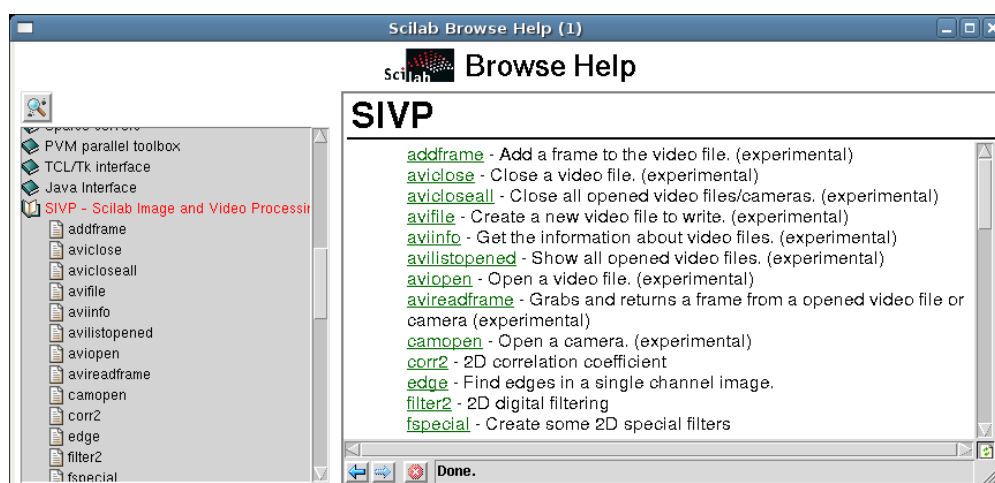 Scilab Browse Help (1)
Scilab Browse Help
PVM parallel toolbox
TCL/Tk interface
Java Interface
SIVP - Scilab Image and Video Processin
addframe
aviclose
avicloseall
avifile
aviinfo
avilistopened
aviopen
avireadframe
camopen
corr2
edge
filter2
fspecial
SIVP
addframe - Add a frame to the video file. (experimental)
aviclose - Close a video file. (experimental)
avicloseall - Close all opened video files/cameras. (experimental)
avifile - Create a new video file to write. (experimental)
aviinfo - Get the information about video files. (experimental)
avilistopened - Show all opened video files. (experimental)
aviopen - Open a video file. (experimental)
avireadframe - Grabs and returns a frame from a opened video file or
camera (experimental)
camopen - Open a camera. (experimental)
corr2 - 2D correlation coefficient
edge - Find edges in a single channel image.
filter2 - 2D digital filtering
fspecial - Create some 2D special filters
Done.